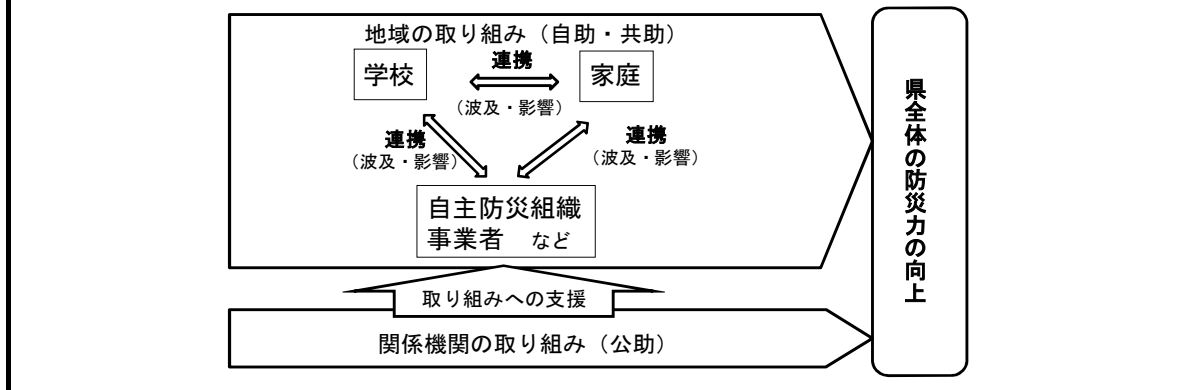 地域の取り組み（自助・共助）
学校
連携
（波及・影響）
家庭
連携
（波及・影響）
連携
（波及・影響）
自主防災組織
事業者　など
取り組みへの支援
関係機関の取り組み（公助）
県全体の防災力の向上